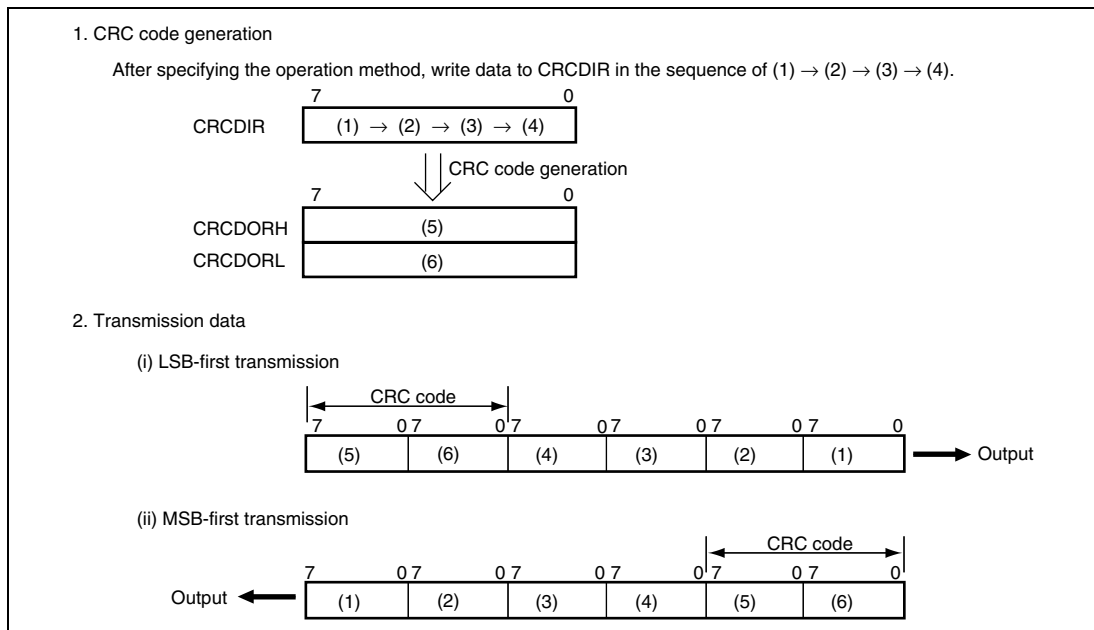 1. CRC code generation
After specifying the operation method, write data to CRCDIR in the sequence of (1) → (2) → (3) → (4).
7 0
CRCDIR (1) → (2) → (3) → (4)
CRC code generation
7 0
CRCDORH (5)
CRCDORL (6)
2. Transmission data
(i) LSB-first transmission
CRC code
7 0 7 0 7 0 7 0 7 0 7 0
(5) (6) (4) (3) (2) (1) Output
(ii) MSB-first transmission
CRC code
7 0 7 0 7 0 7 0 7 0 7 0
Output (1) (2) (3) (4) (5) (6)